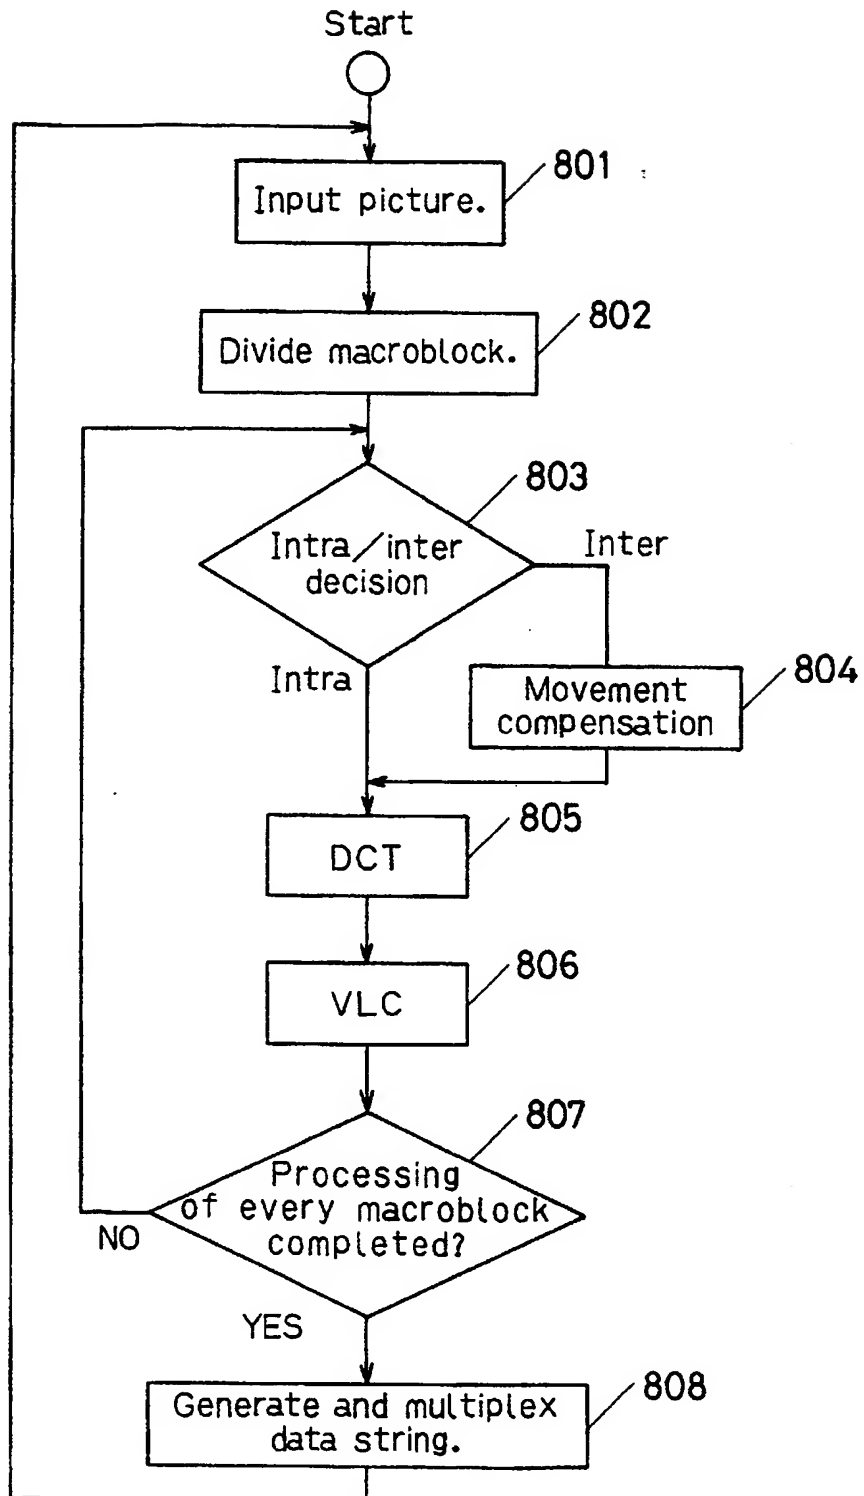 Start
801
Input picture.
802
Divide macroblock.
803
Intra/inter
decision
Inter
Intra
804
Movement
compensation
805
DCT
806
VLC
807
Processing
of every macroblock
completed?
NO
YES
808
Generate and multiplex
data string.